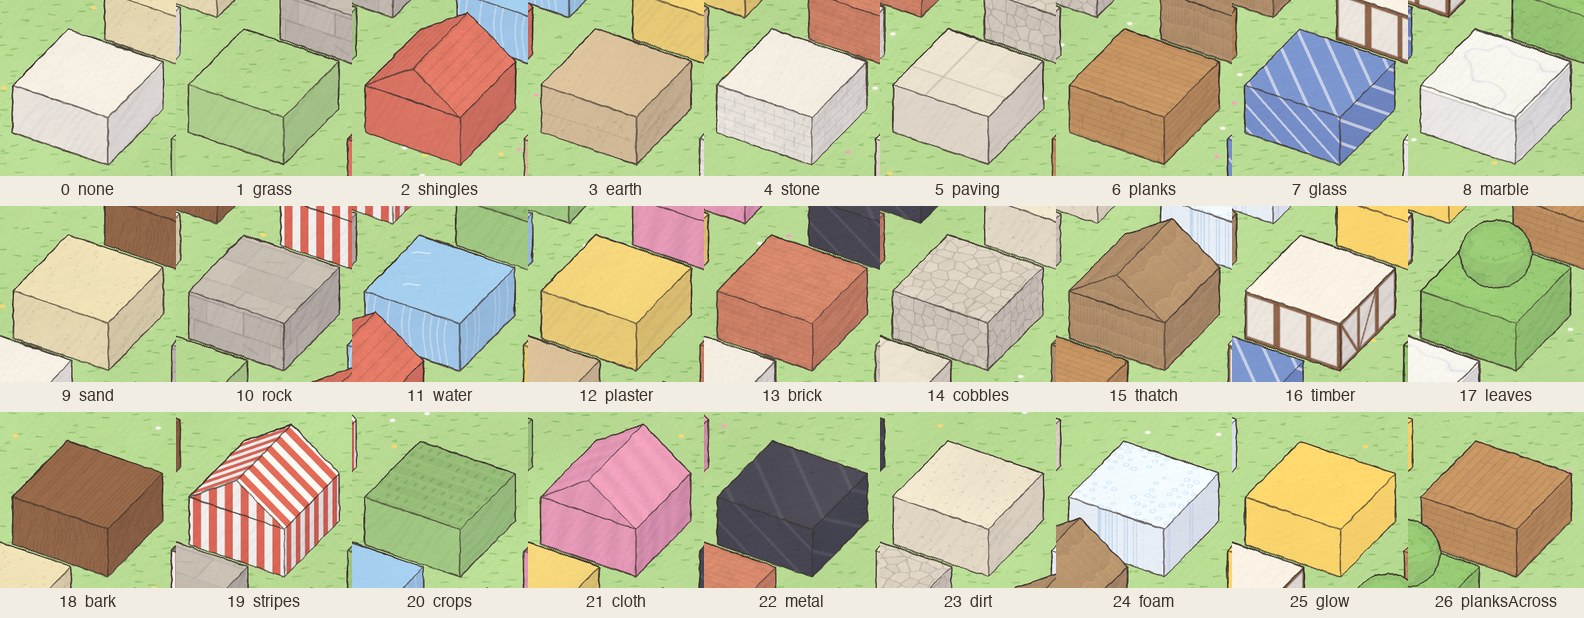 0 none 1 grass 2 shingles 3 earth 4 stone 5 paving 6 planks 7 glass 8 marble
9 sand 10 rock 11 water 12 plaster 13 brick 14 cobbles 15 thatch 16 timber 17 leaves
18 bark 19 stripes 20 crops 21 cloth 22 metal 23 dirt 24 foam 25 glow 26 planksAcross